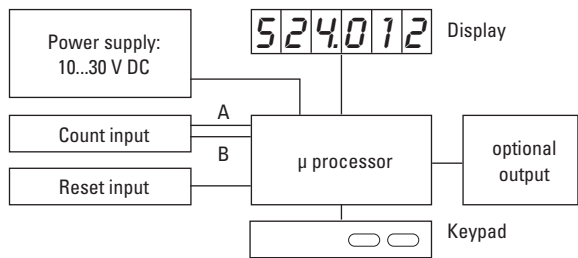 Power supply:
10...30 V DC
524.012
Display
A
Count input
B
µ processor
optional
output
Reset input
Keypad